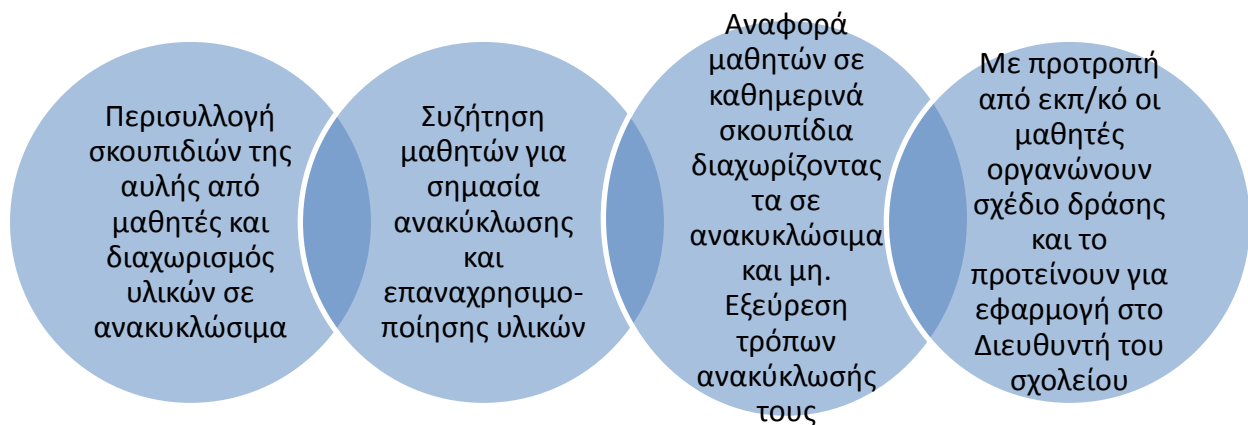 Περισυλλογή
σκουπιδιών της
αυλής από
μαθητές και
διαχωρισμός
υλικών σε
ανακυκλώσιμα
Συζήτηση
μαθητών για
σημασία
ανακύκλωσης
και
επαναχρησιμο-
ποίησης υλικών
Αναφορά
μαθητών σε
καθημερινά
σκουπίδια
διαχωρίζοντας
τα σε
ανακυκλώσιμα
και μη.
Εξεύρεση
τρόπων
ανακύκλωσής
τους
Με προτροπή
από εκπ/κό οι
μαθητές
οργανώνουν
σχέδιο δράσης
και το
προτείνουν για
εφαρμογή στο
Διευθυντή του
σχολείου